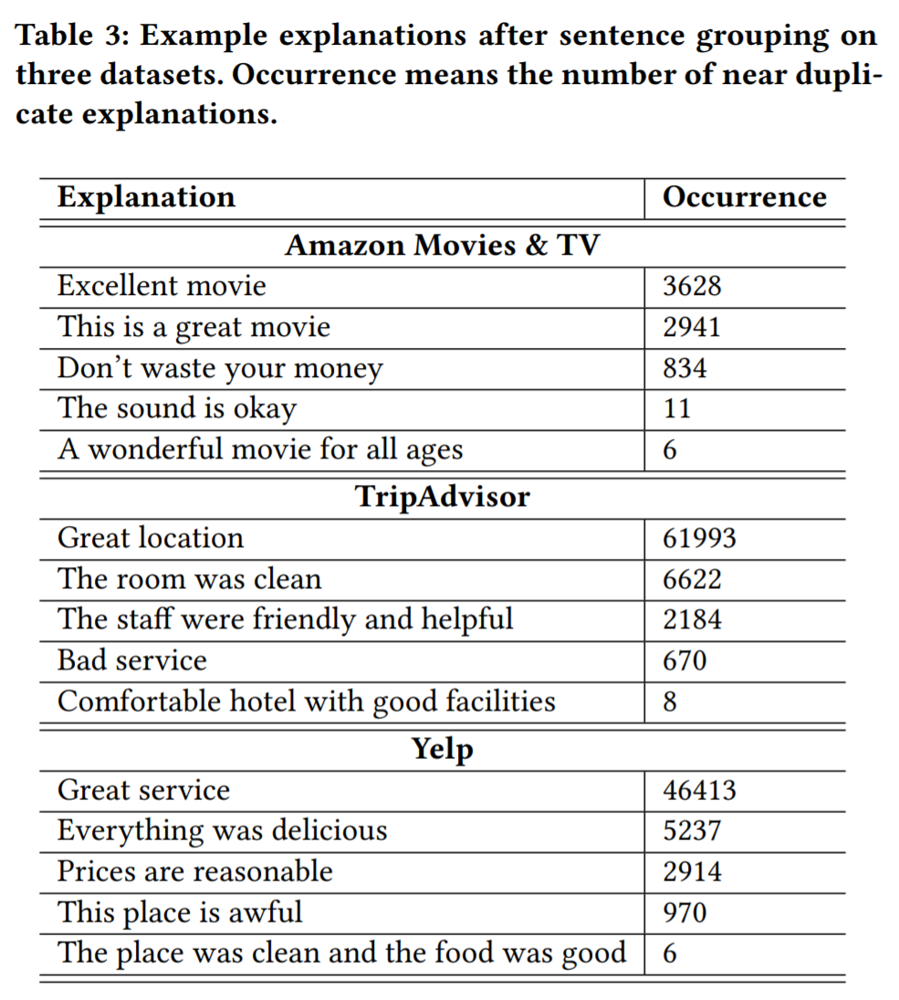 Table 3: Example explanations after sentence grouping on
three datasets. Occurrence means the number of near dupli-
cate explanations.
Explanation Occurrence
Amazon Movies & TV
Excellent movie 3628
This is a great movie 2941
Don’t waste your money 834
The sound is okay 11
A wonderful movie for all ages 6
TripAdvisor
Great location 61993
The room was clean 6622
The staff were friendly and helpful 2184
Bad service 670
Comfortable hotel with good facilities 8
Yelp
Great service 46413
Everything was delicious 5237
Prices are reasonable 2914
This place is awful 970
The place was clean and the food was good 6